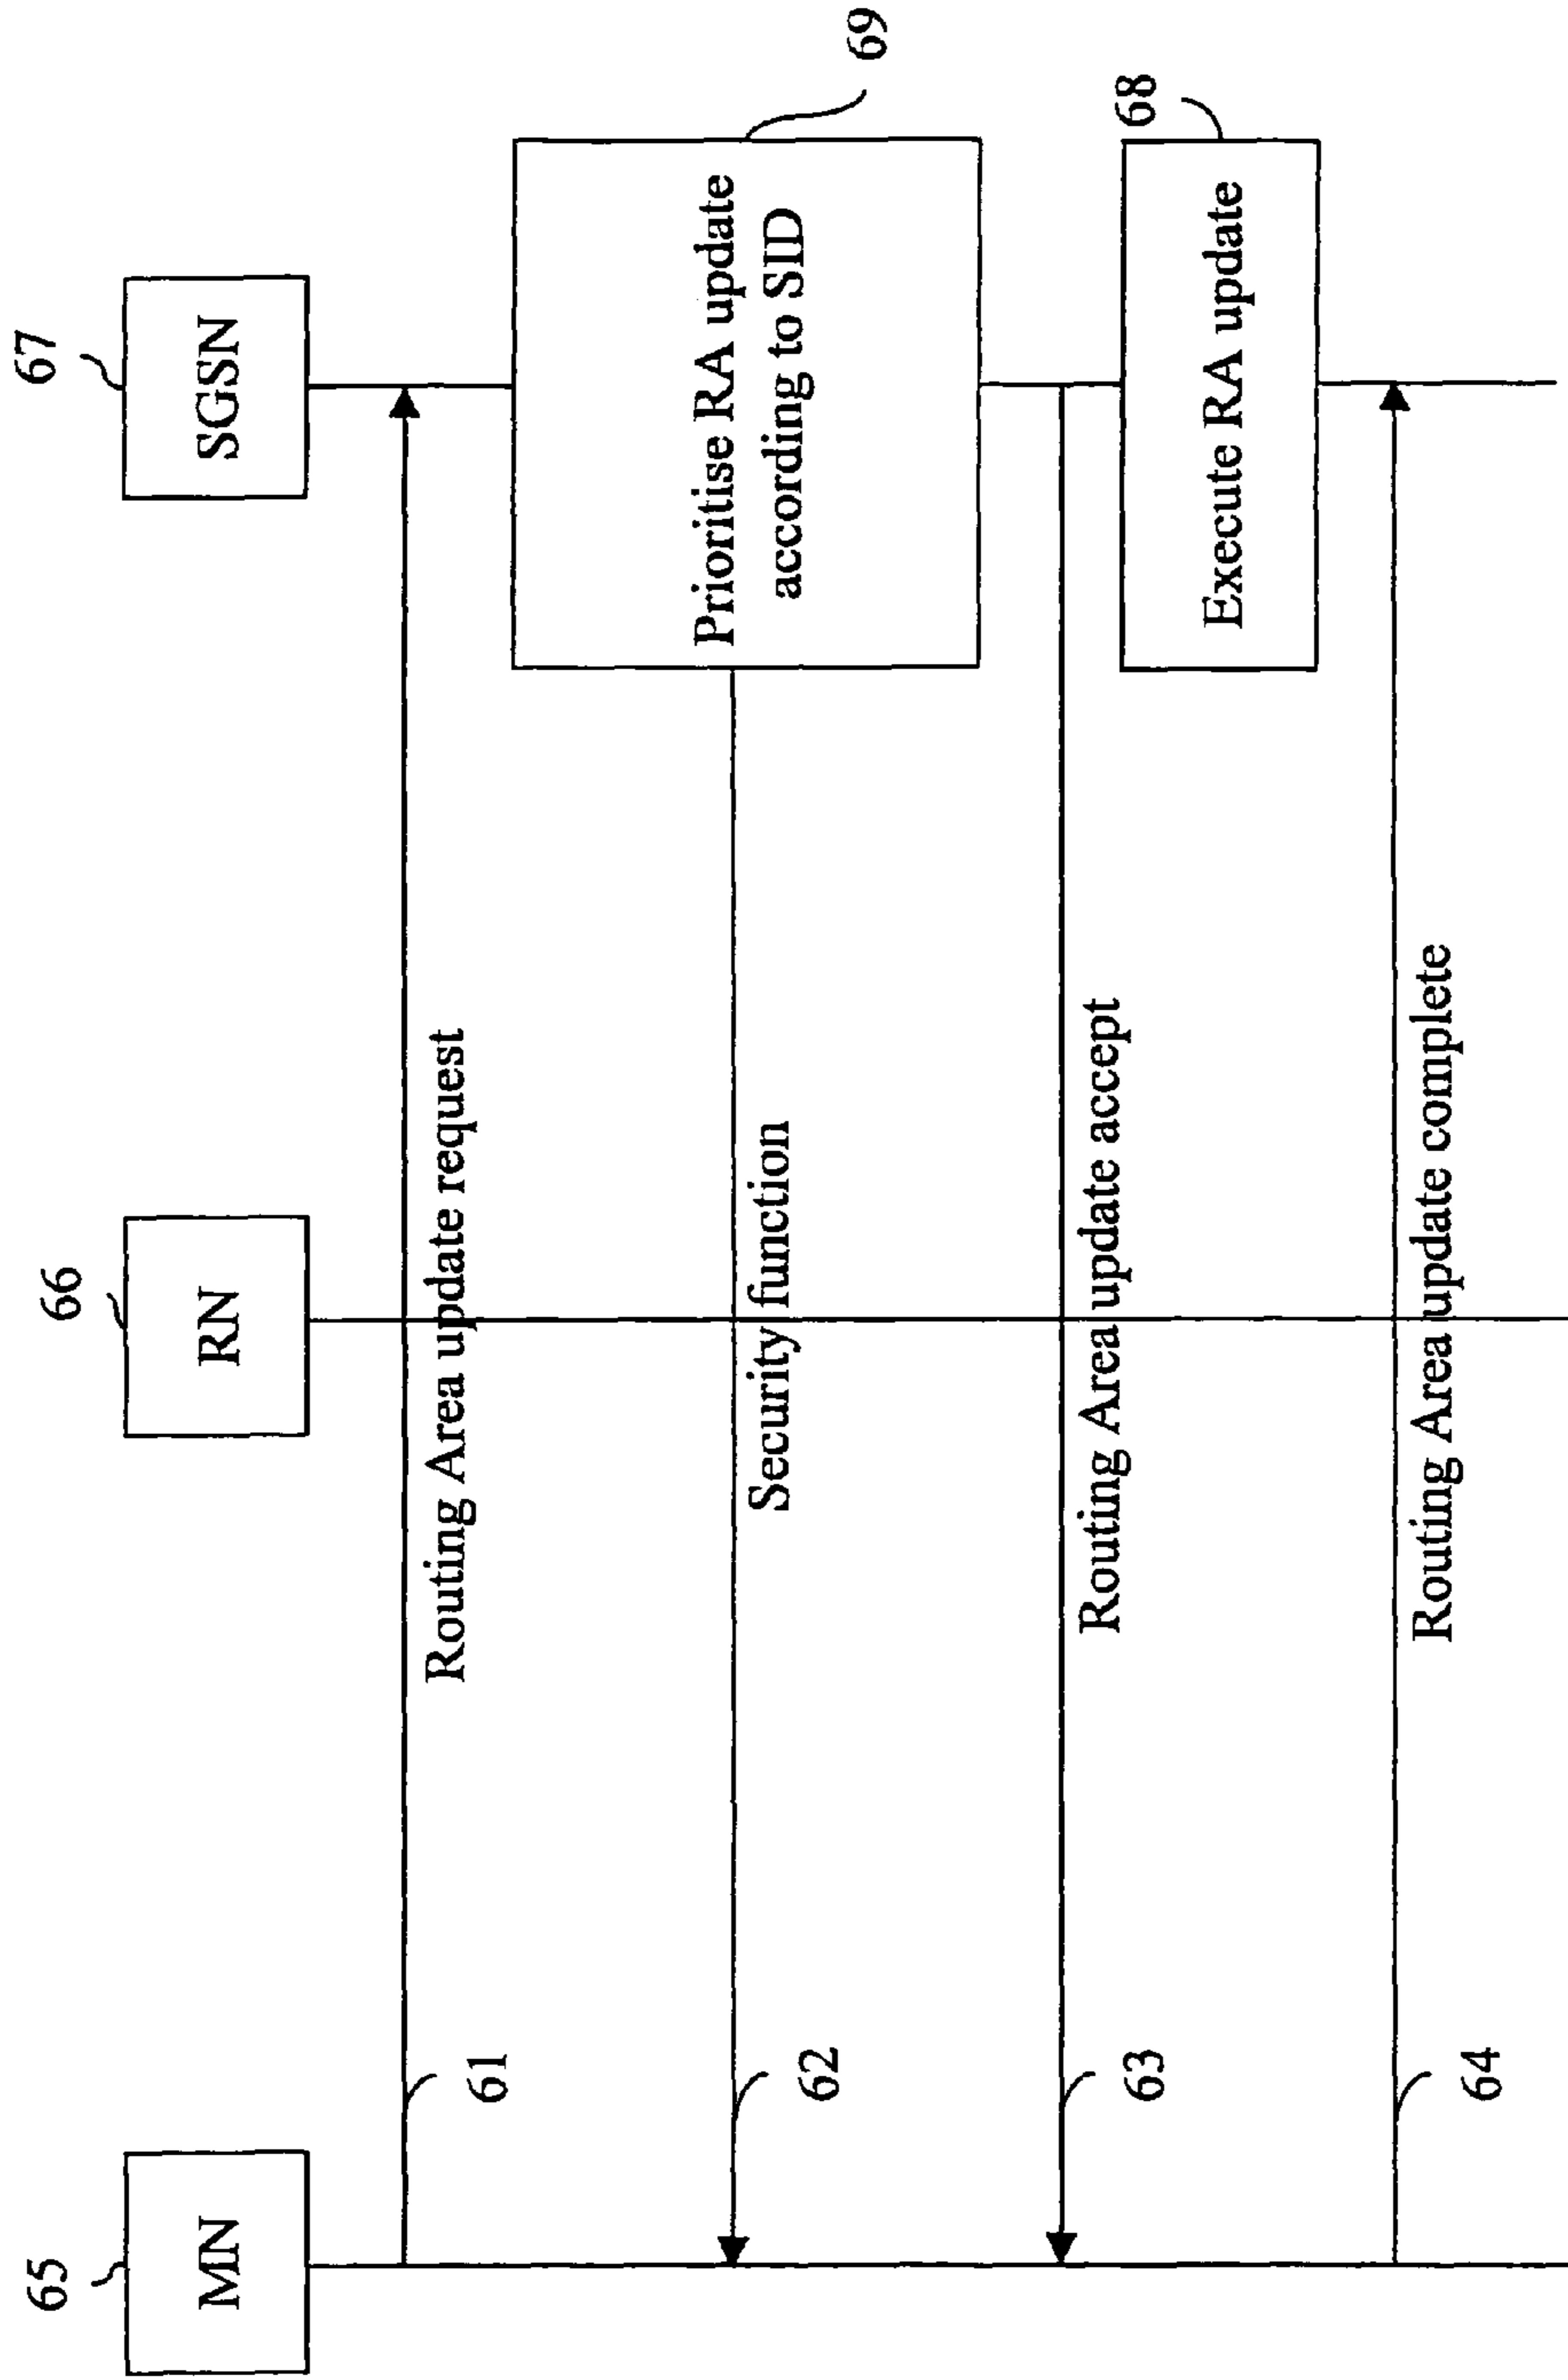 65
MN
66
RN
67
SGSN
Routing Area update request
61
Prioritise RA update
according to SID
69
Security function
62
Routing Area update accept
63
Execute RA update
68
Routing Area update complete
64